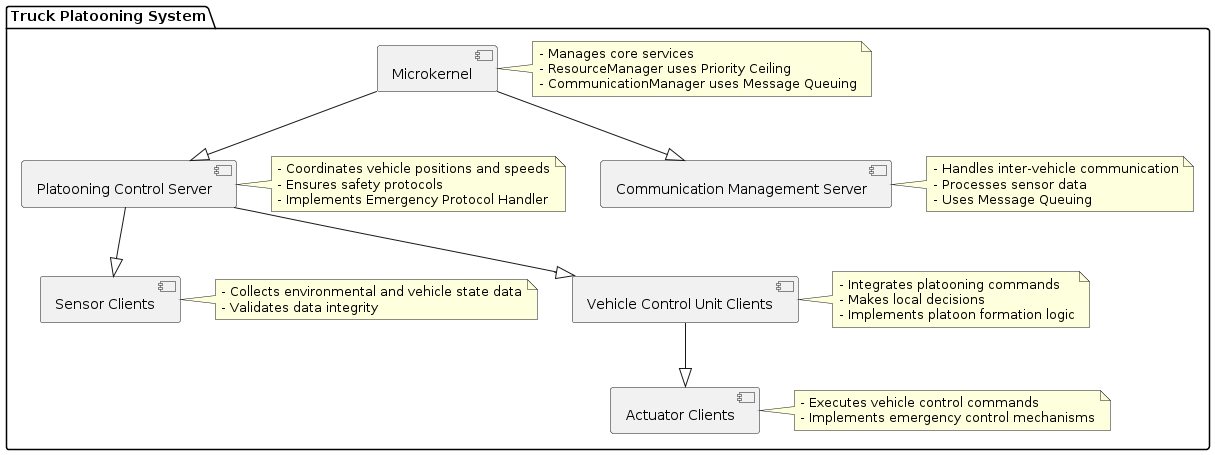 Truck Platooning System
Microkernel
- Manages core services
- ResourceManager uses Priority Ceiling
- CommunicationManager uses Message Queuing
Platooning Control Server
- Coordinates vehicle positions and speeds
- Ensures safety protocols
- Implements Emergency Protocol Handler
Communication Management Server
- Handles inter-vehicle communication
- Processes sensor data
- Uses Message Queuing
Sensor Clients
- Collects environmental and vehicle state data
- Validates data integrity
Vehicle Control Unit Clients
- Integrates platooning commands
- Makes local decisions
- Implements platoon formation logic
Actuator Clients
- Executes vehicle control commands
- Implements emergency control mechanisms